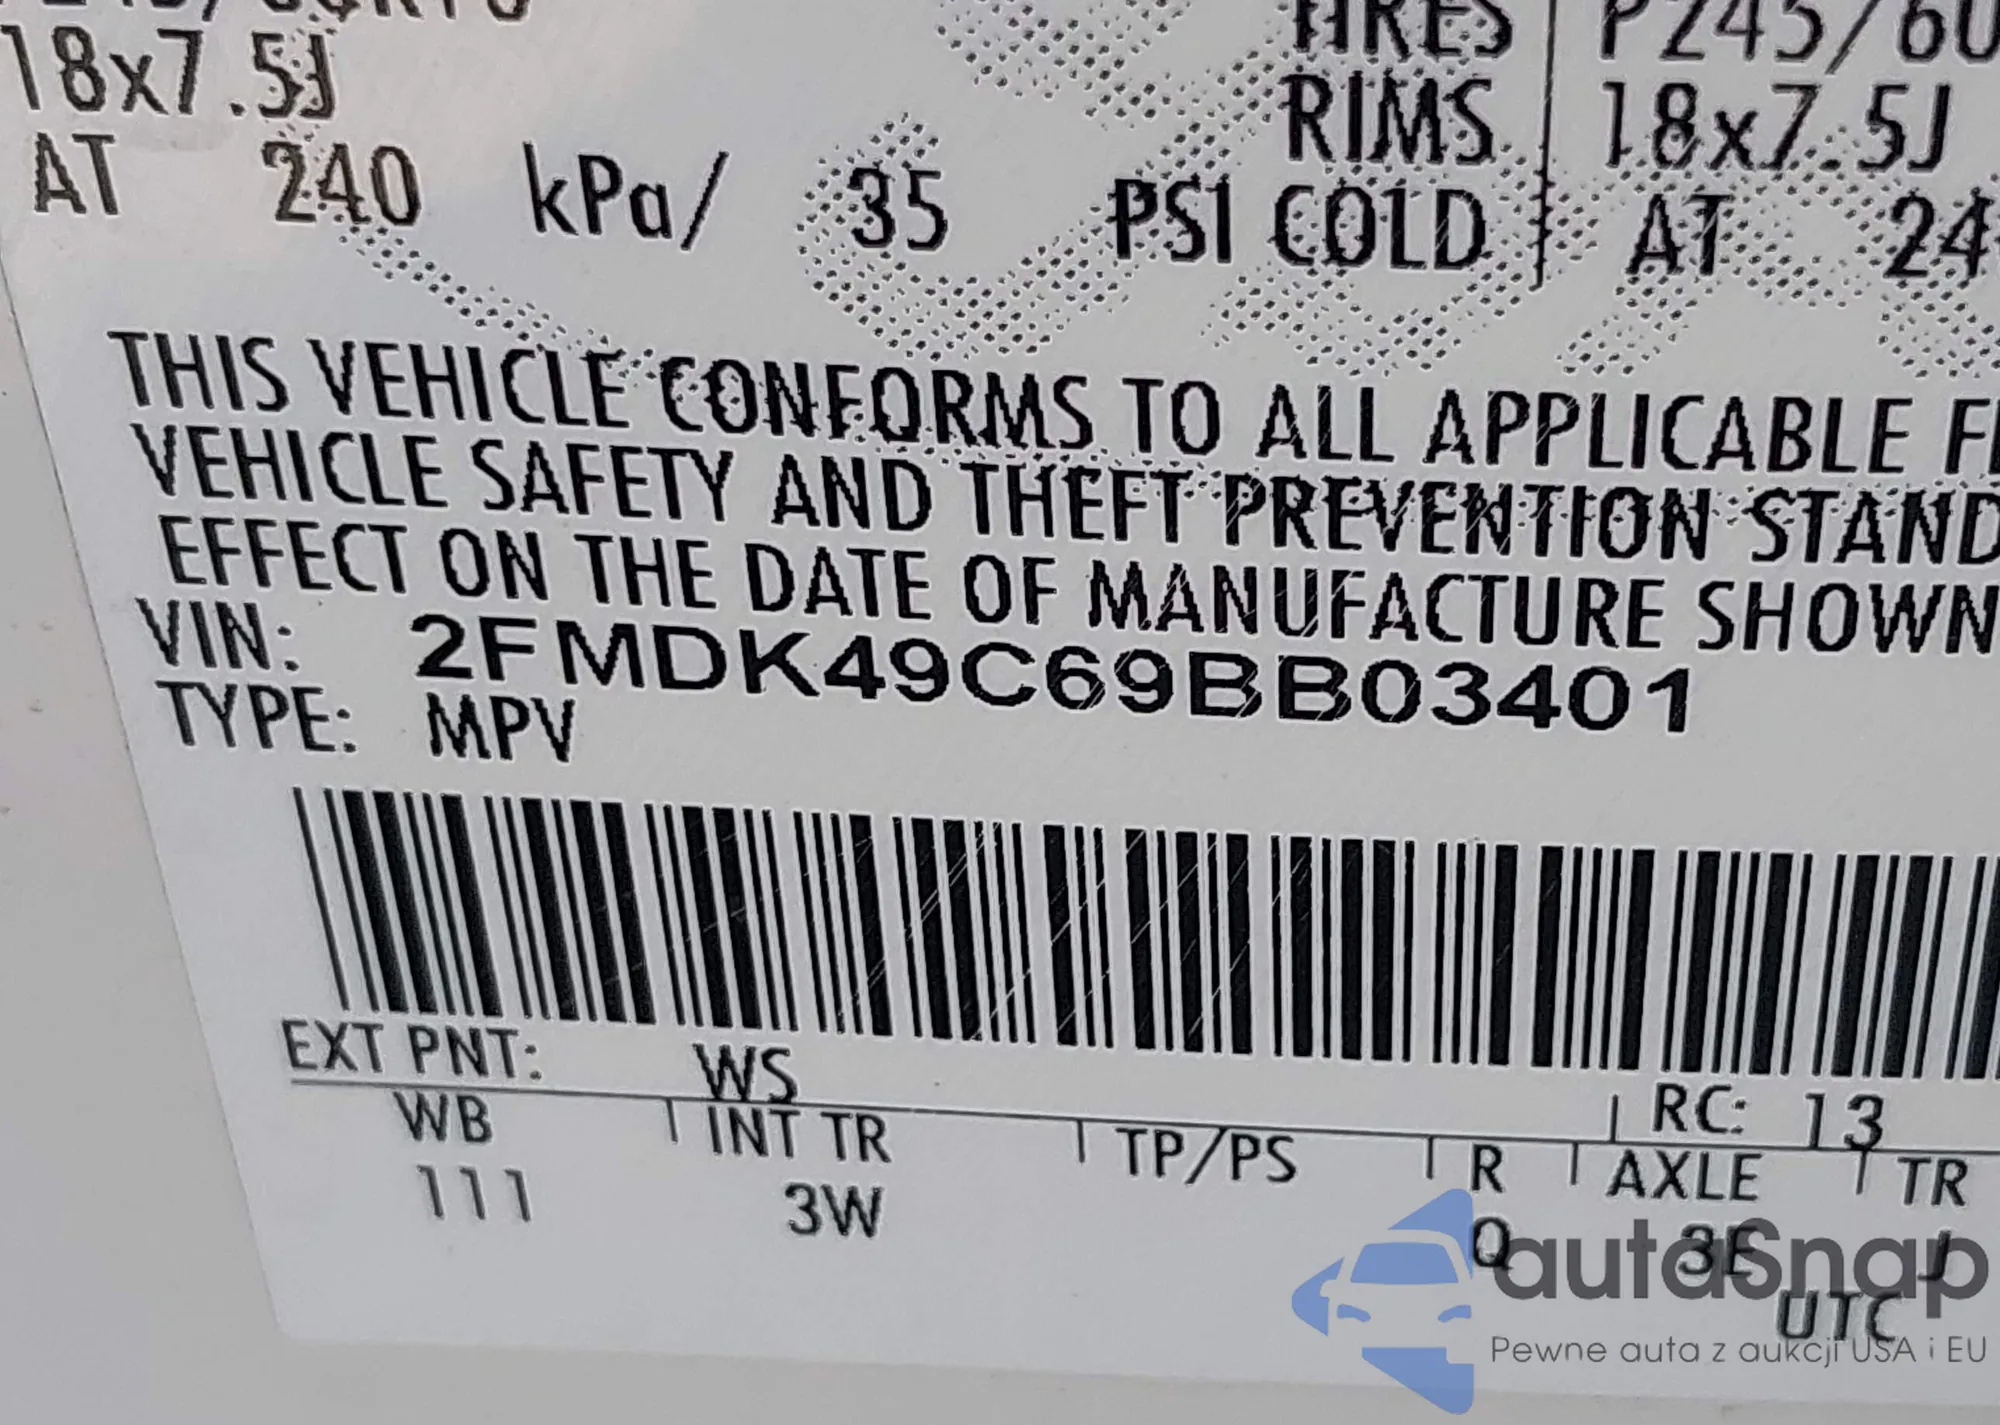 18x7.5J
AT 240 kPa/ 35 PSI COLD
TIRES P245/60
RIMS 18x7.5J
AT 24
THIS VEHICLE CONFORMS TO ALL APPLICABLE
VEHICLE SAFETY AND THEFT PREVENTION STAND
EFFECT ON THE DATE OF MANUFACTURE SHOWN
VIN: 2FMDK49C69BB03401
TYPE: MPV
EXT PNT: WS RC: 13
WB INT TR TP/PS R AXLE TR
111 3W Q 3E J
UTC
autoSnap
Pewne auta z aukcji USA i EU